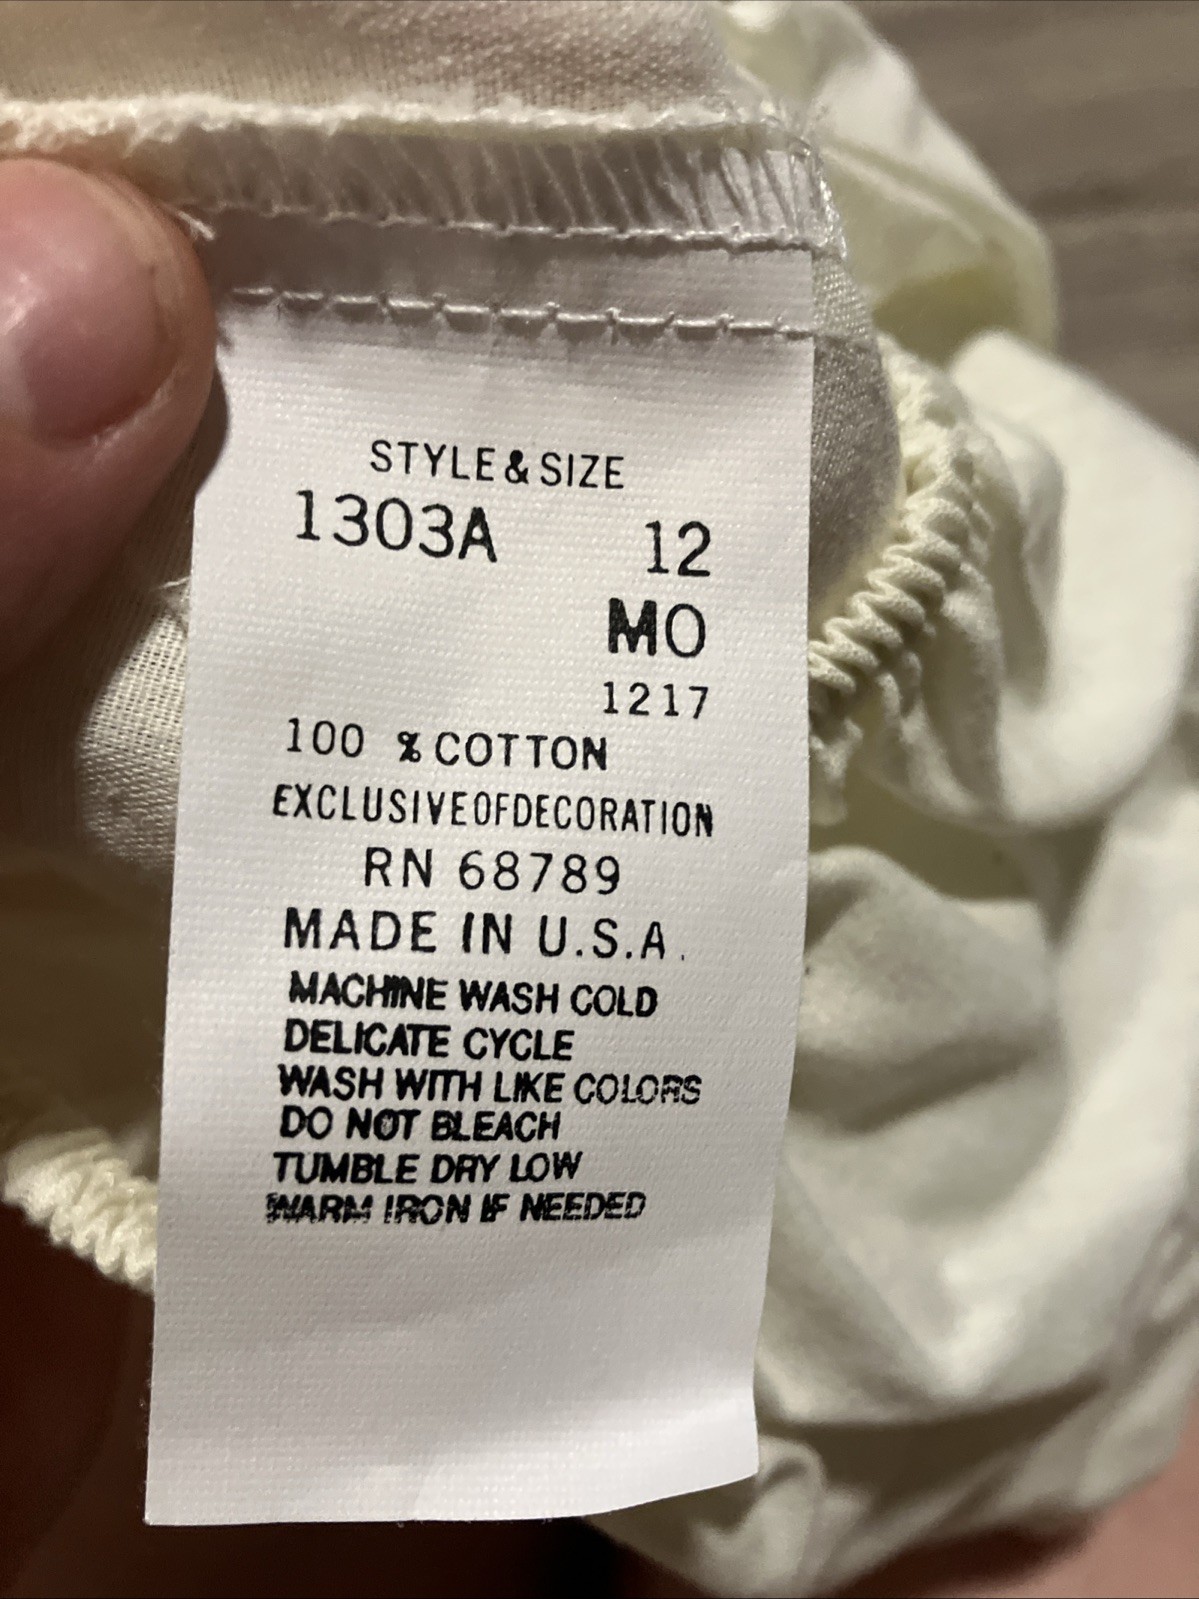 STYLE & SIZE
1303A 12
MO
1217
100 % COTTON
EXCLUSIVEOFDECORATION
RN 68789
MADE IN U.S.A.
MACHINE WASH COLD
DELICATE CYCLE
WASH WITH LIKE COLORS
DO NOT BLEACH
TUMBLE DRY LOW
WARM IRON IF NEEDED